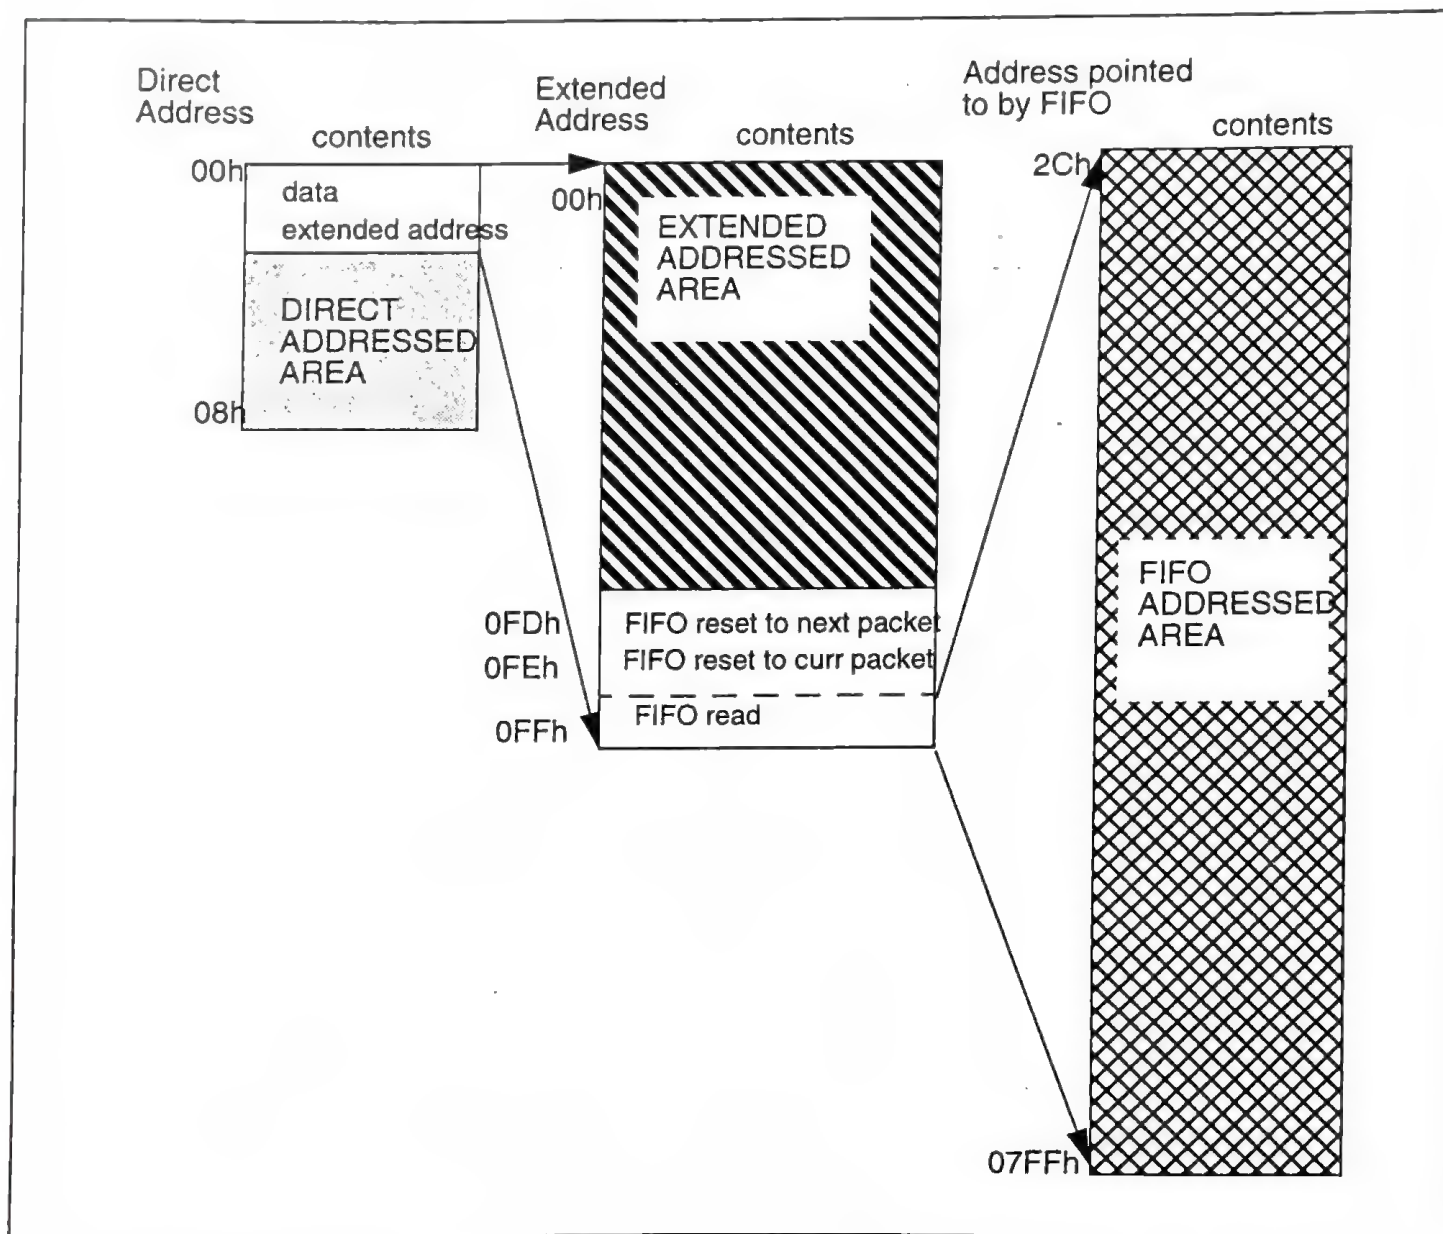 Direct
Address
contents
00h
data
extended address
DIRECT
ADDRESSED
AREA
08h
Extended
Address
contents
00h
EXTENDED
ADDRESSED
AREA
0FDh
FIFO reset to next packet
0FEh
FIFO reset to curr packet
0FFh
FIFO read
Address pointed
to by FIFO
contents
2Ch
FIFO
ADDRESSED
AREA
07FFh